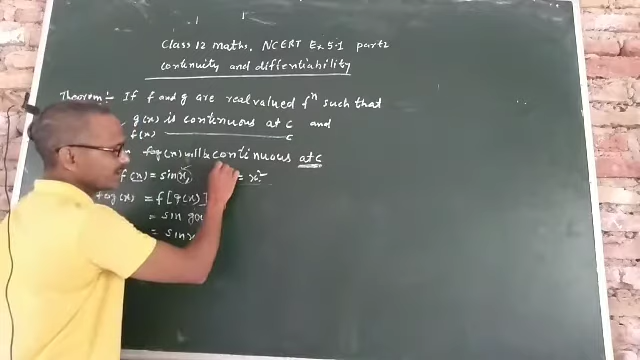 Class 12 maths, NCERT Ex 5.1 part 2
continuity and differentiability
Theorem :- If f and g are real valued fⁿ such that
g(x) is continuous at c and
f(x) c
fog(x) will be continuous at c
f(x) = sin(x), = x²
fog(x) = f[g(x)]
= sin g(x
= sin